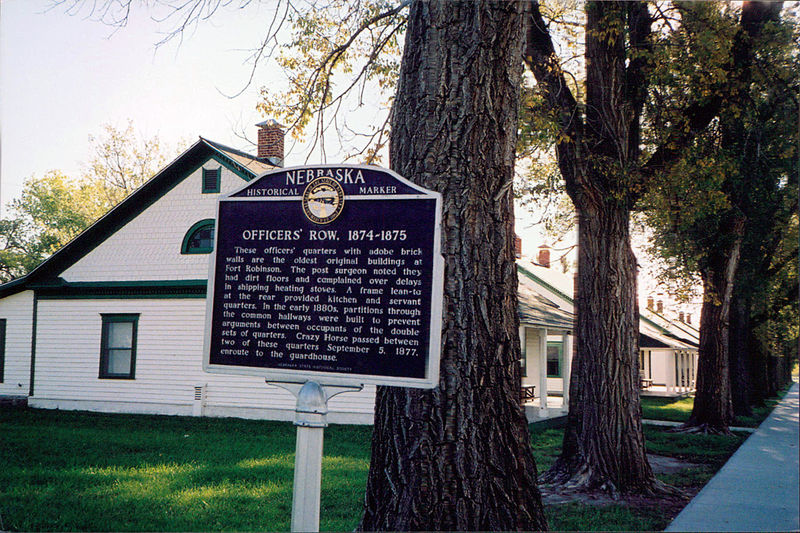 NEBRASKA
HISTORICAL MARKER
OFFICERS' ROW, 1874-1875
These officers' quarters with adobe brick
walls are the oldest original buildings at
Fort Robinson. The post surgeon noted they
had dirt floors and complained over delays
in shipping heating stoves. A frame lean-to
at the rear provided kitchen and servant
quarters. In the early 1880s, partitions through
the common hallways were built to prevent
arguments between occupants of the double
sets of quarters. Crazy Horse passed between
two of these quarters September 5, 1877,
enroute to the guardhouse.
NEBRASKA STATE HISTORICAL SOCIETY